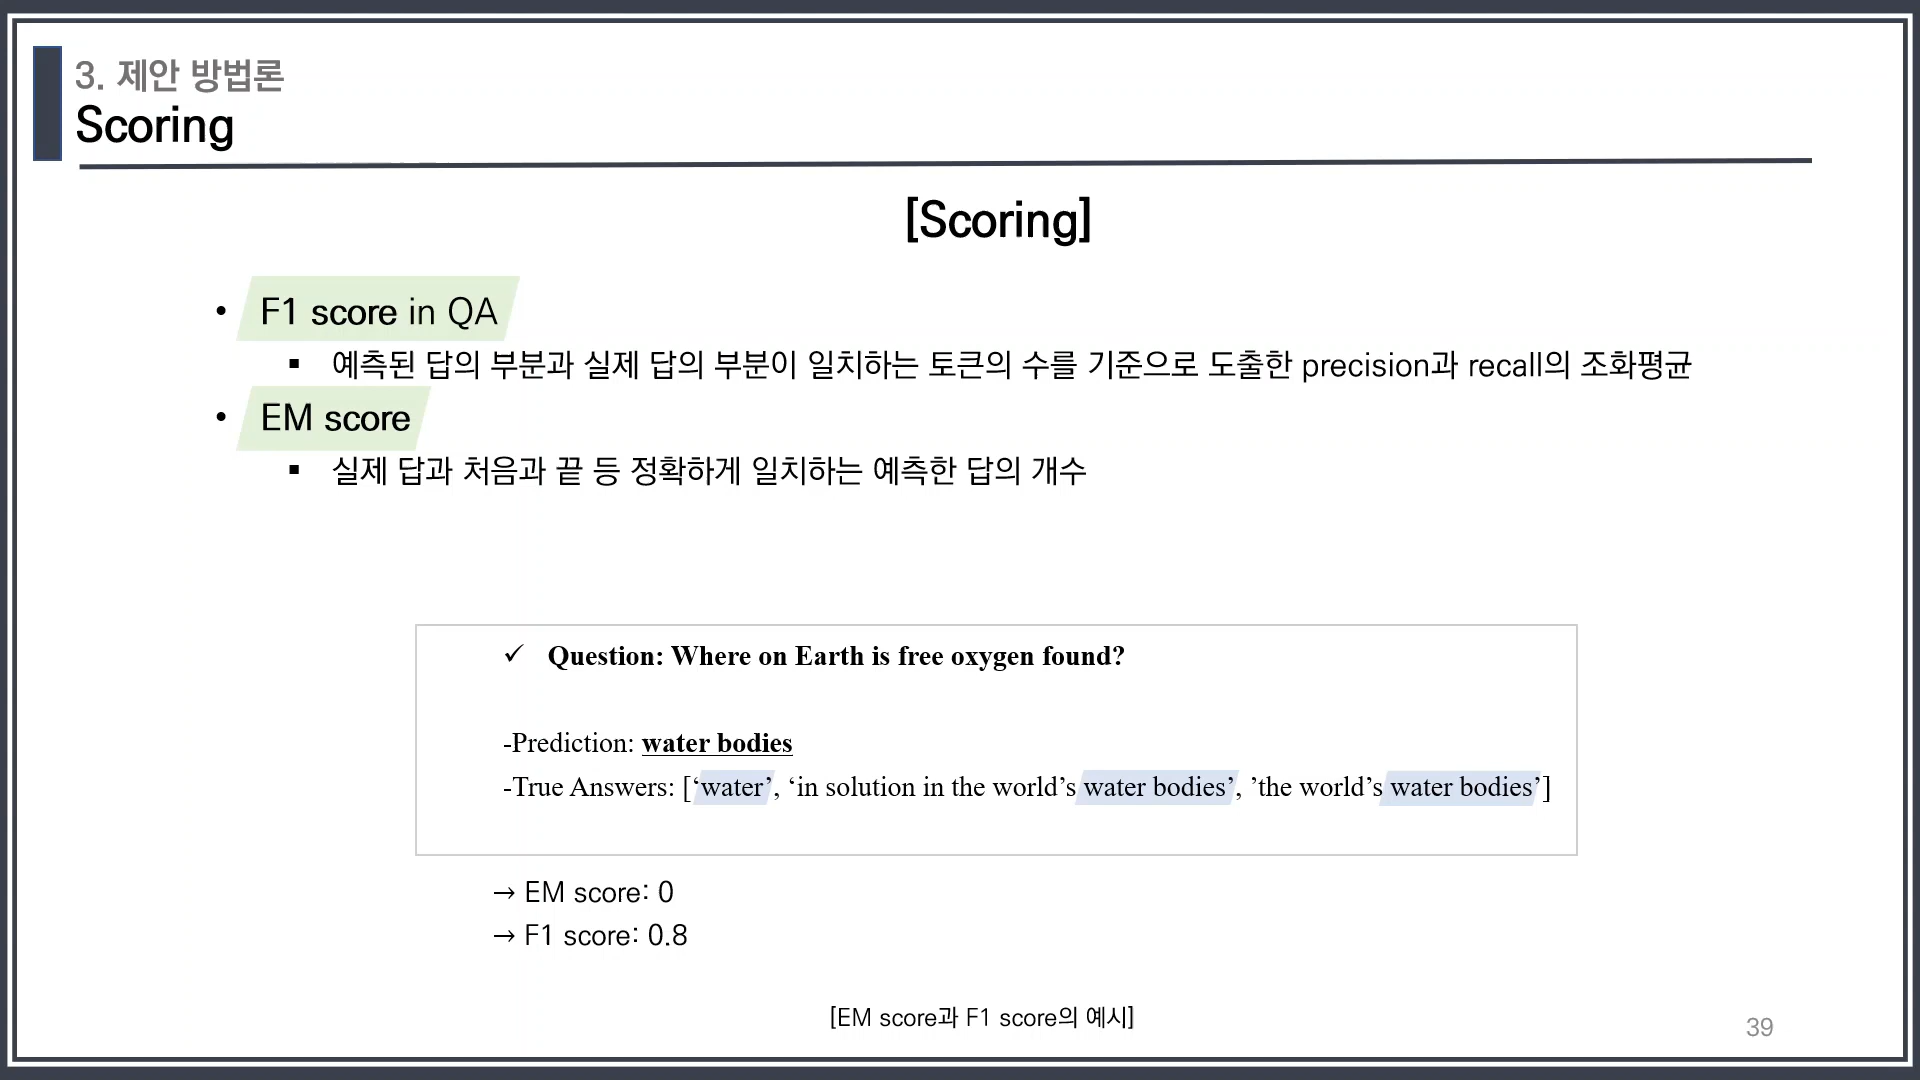 3. 제안 방법론
Scoring
[Scoring]
• F1 score in QA
▪ 예측된 답의 부분과 실제 답의 부분이 일치하는 토큰의 수를 기준으로 도출한 precision과 recall의 조화평균
• EM score
▪ 실제 답과 처음과 끝 등 정확하게 일치하는 예측한 답의 개수
✓ Question: Where on Earth is free oxygen found?
-Prediction: water bodies
-True Answers: [‘water’, ‘in solution in the world’s water bodies’, ’the world’s water bodies’]
→ EM score: 0
→ F1 score: 0.8
[EM score과 F1 score의 예시]
39